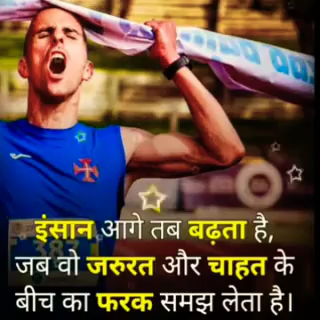 इंसान आगे तब बढ़ता है,
जब वो जरुरत और चाहत के
बीच का फरक समझ लेता है।